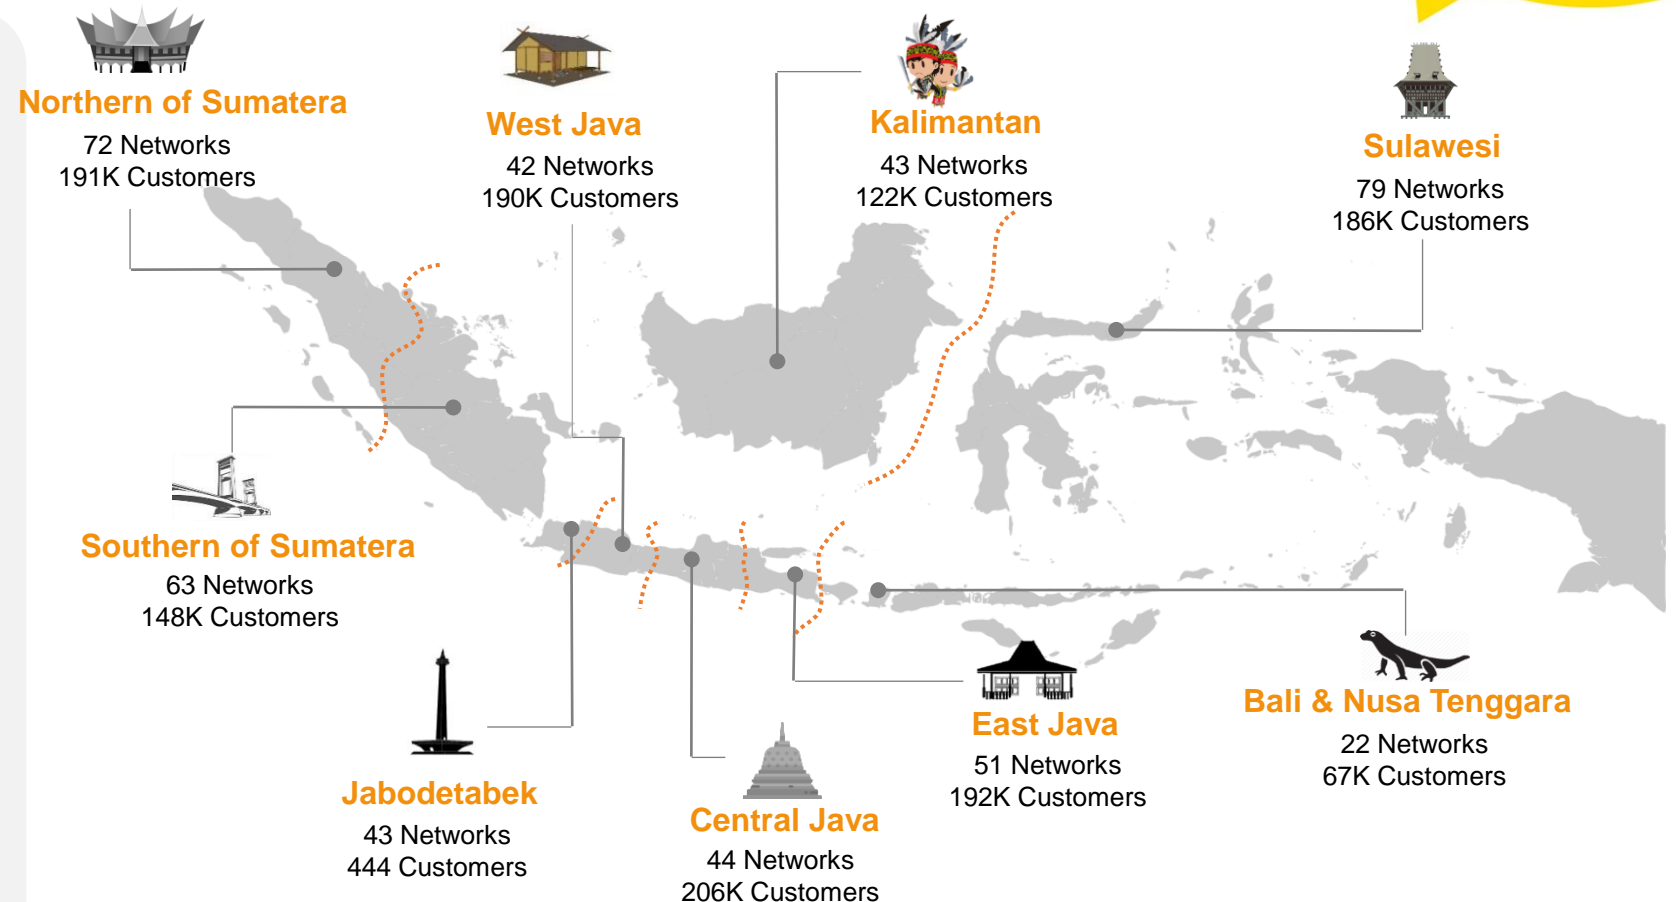 Northern of Sumatera
72 Networks
191K Customers
West Java
42 Networks
190K Customers
Kalimantan
43 Networks
122K Customers
Sulawesi
79 Networks
186K Customers
Southern of Sumatera
63 Networks
148K Customers
Jabodetabek
43 Networks
444 Customers
Central Java
44 Networks
206K Customers
East Java
51 Networks
192K Customers
Bali & Nusa Tenggara
22 Networks
67K Customers